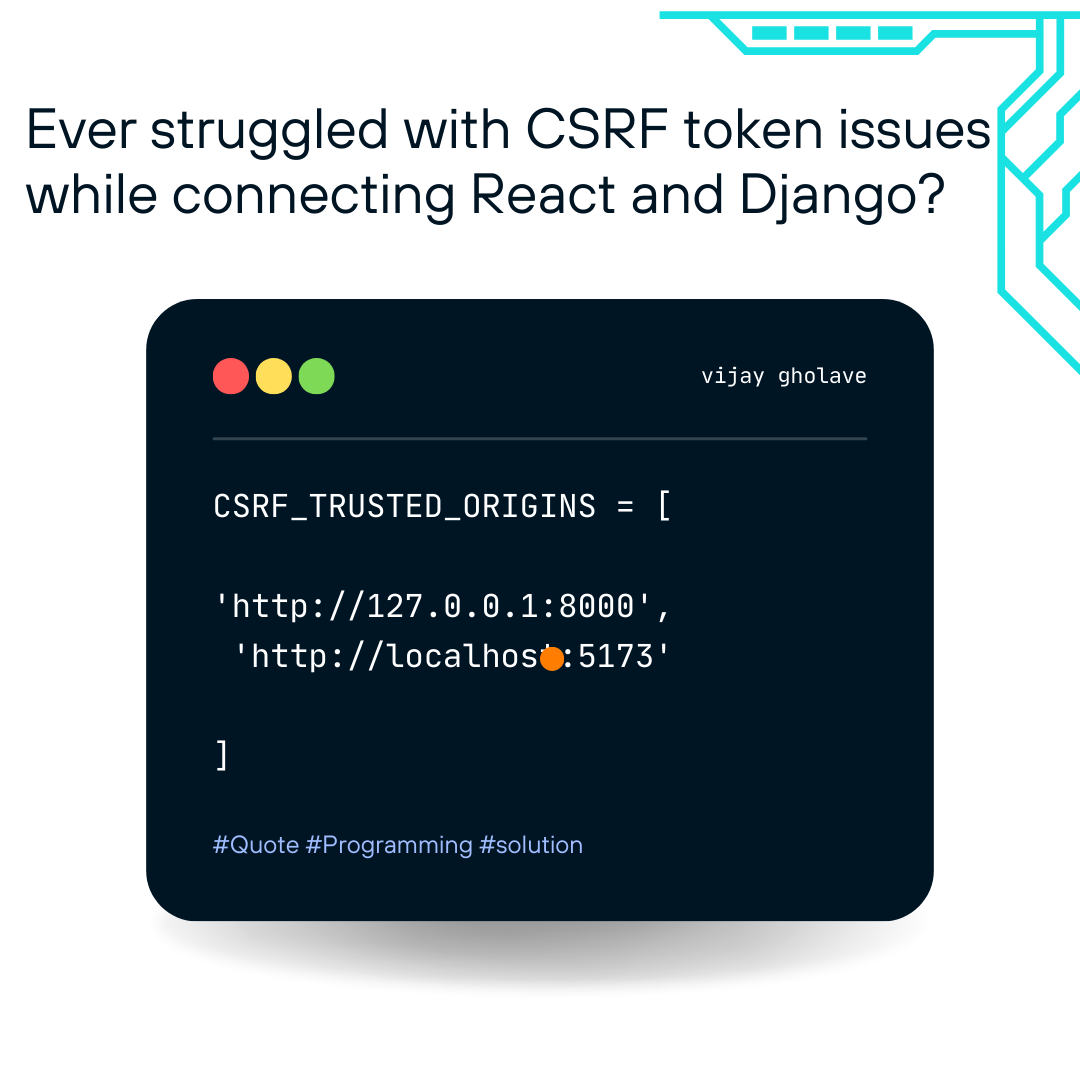 Ever struggled with CSRF token issues
while connecting React and Django?
vijay gholave
CSRF_TRUSTED_ORIGINS = [
'http://127.0.0.1:8000',
'http://localhost:5173'
]
#Quote #Programming #solution